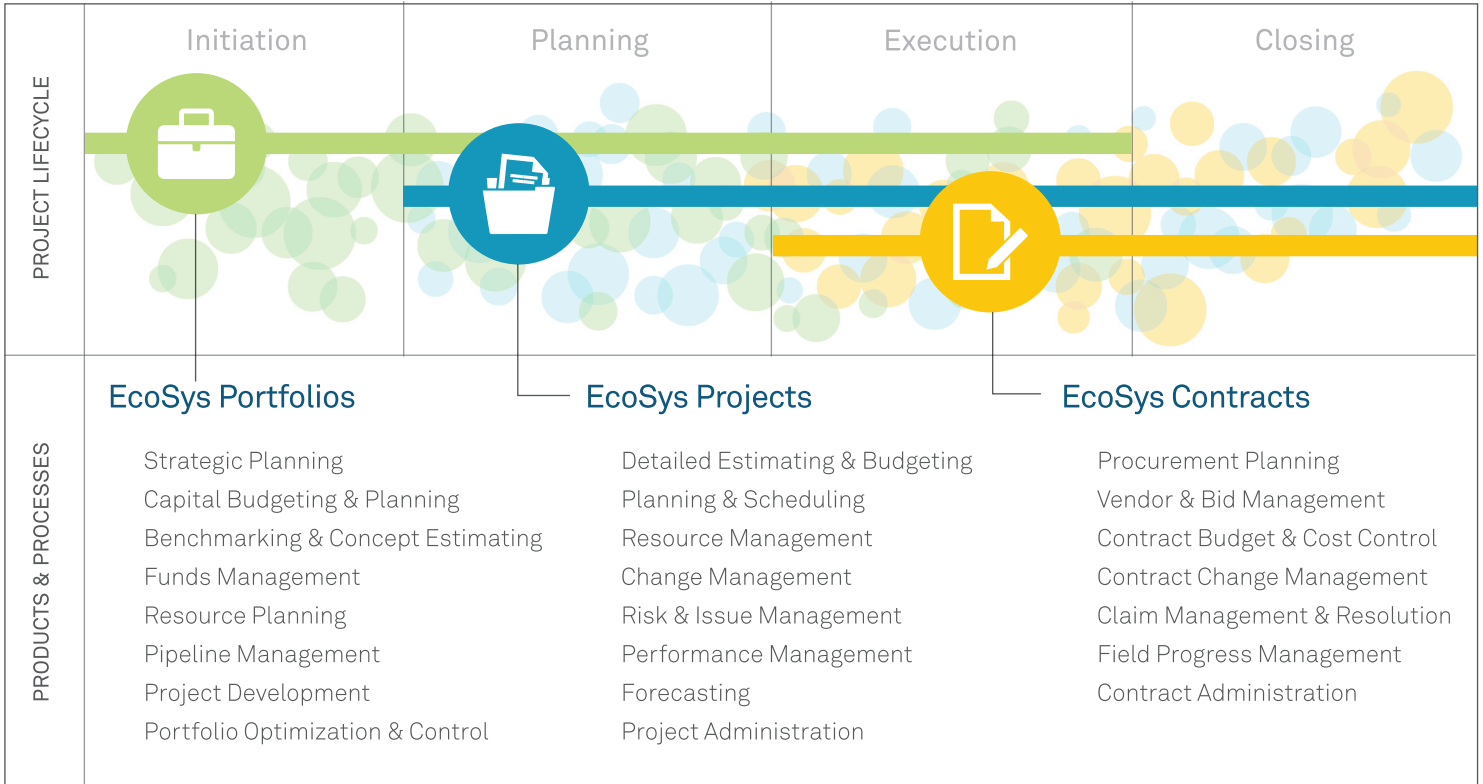 PROJECT LIFECYCLE
Initiation
Planning
Execution
Closing
PRODUCTS & PROCESSES
EcoSys Portfolios
Strategic Planning
Capital Budgeting & Planning
Benchmarking & Concept Estimating
Funds Management
Resource Planning
Pipeline Management
Project Development
Portfolio Optimization & Control
EcoSys Projects
Detailed Estimating & Budgeting
Planning & Scheduling
Resource Management
Change Management
Risk & Issue Management
Performance Management
Forecasting
Project Administration
EcoSys Contracts
Procurement Planning
Vendor & Bid Management
Contract Budget & Cost Control
Contract Change Management
Claim Management & Resolution
Field Progress Management
Contract Administration